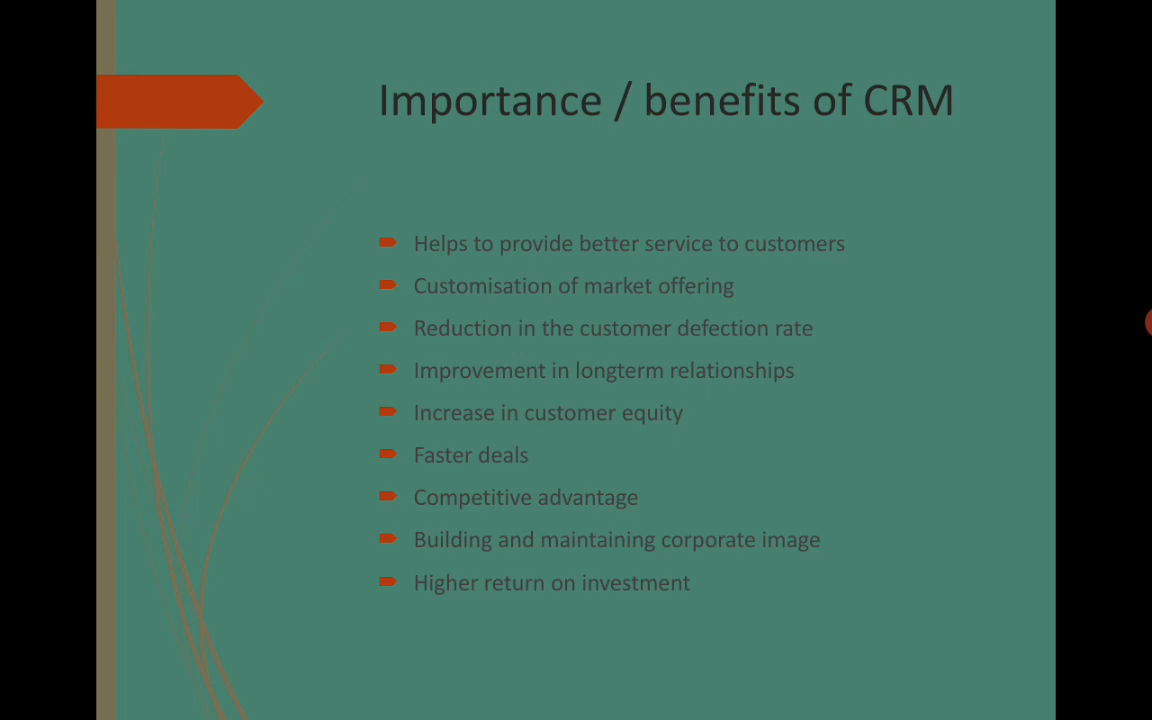 Importance / benefits of CRM
Helps to provide better service to customers
Customisation of market offering
Reduction in the customer defection rate
Improvement in longterm relationships
Increase in customer equity
Faster deals
Competitive advantage
Building and maintaining corporate image
Higher return on investment